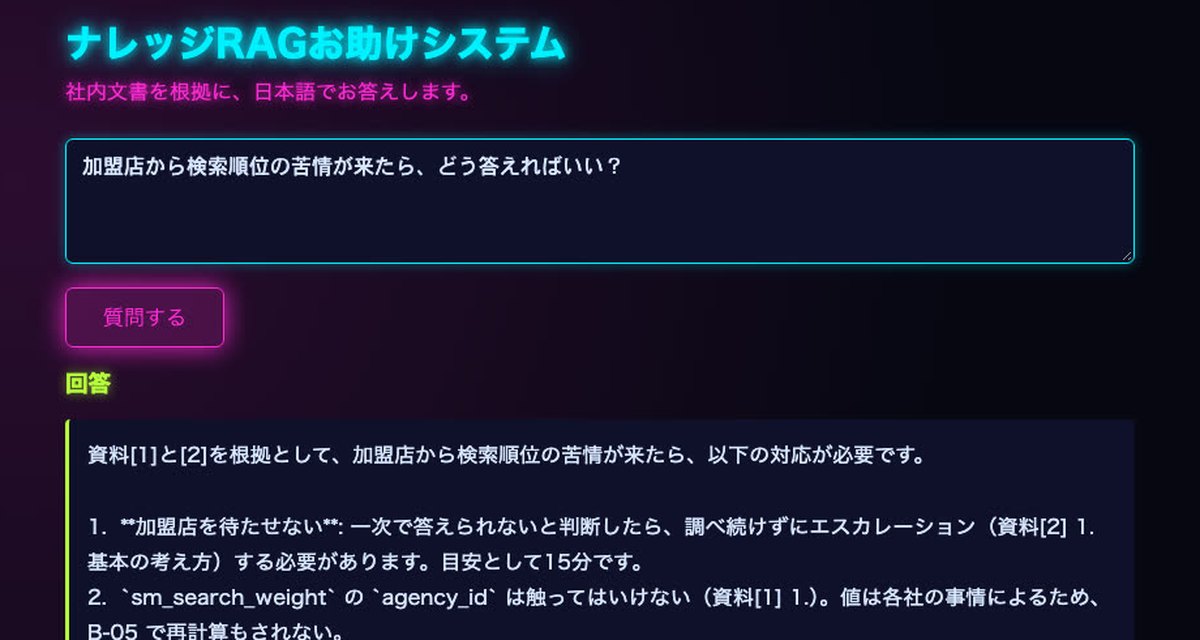 ナレッジRAGお助けシステム
社内文書を根拠に、日本語でお答えします。
加盟店から検索順位の苦情が来たら、どう答えればいい？
質問する
回答
資料[1]と[2]を根拠として、加盟店から検索順位の苦情が来たら、以下の対応が必要です。
1. **加盟店を待たせない**: 一次で答えられないと判断したら、調べ続けずにエスカレーション（資料[2] 1.
基本の考え方）する必要があります。目安として15分です。
2. `sm_search_weight` の `agency_id` は触ってはいけない（資料[1] 1.）。値は各社の事情によるため、
B-05 で再計算もされない。